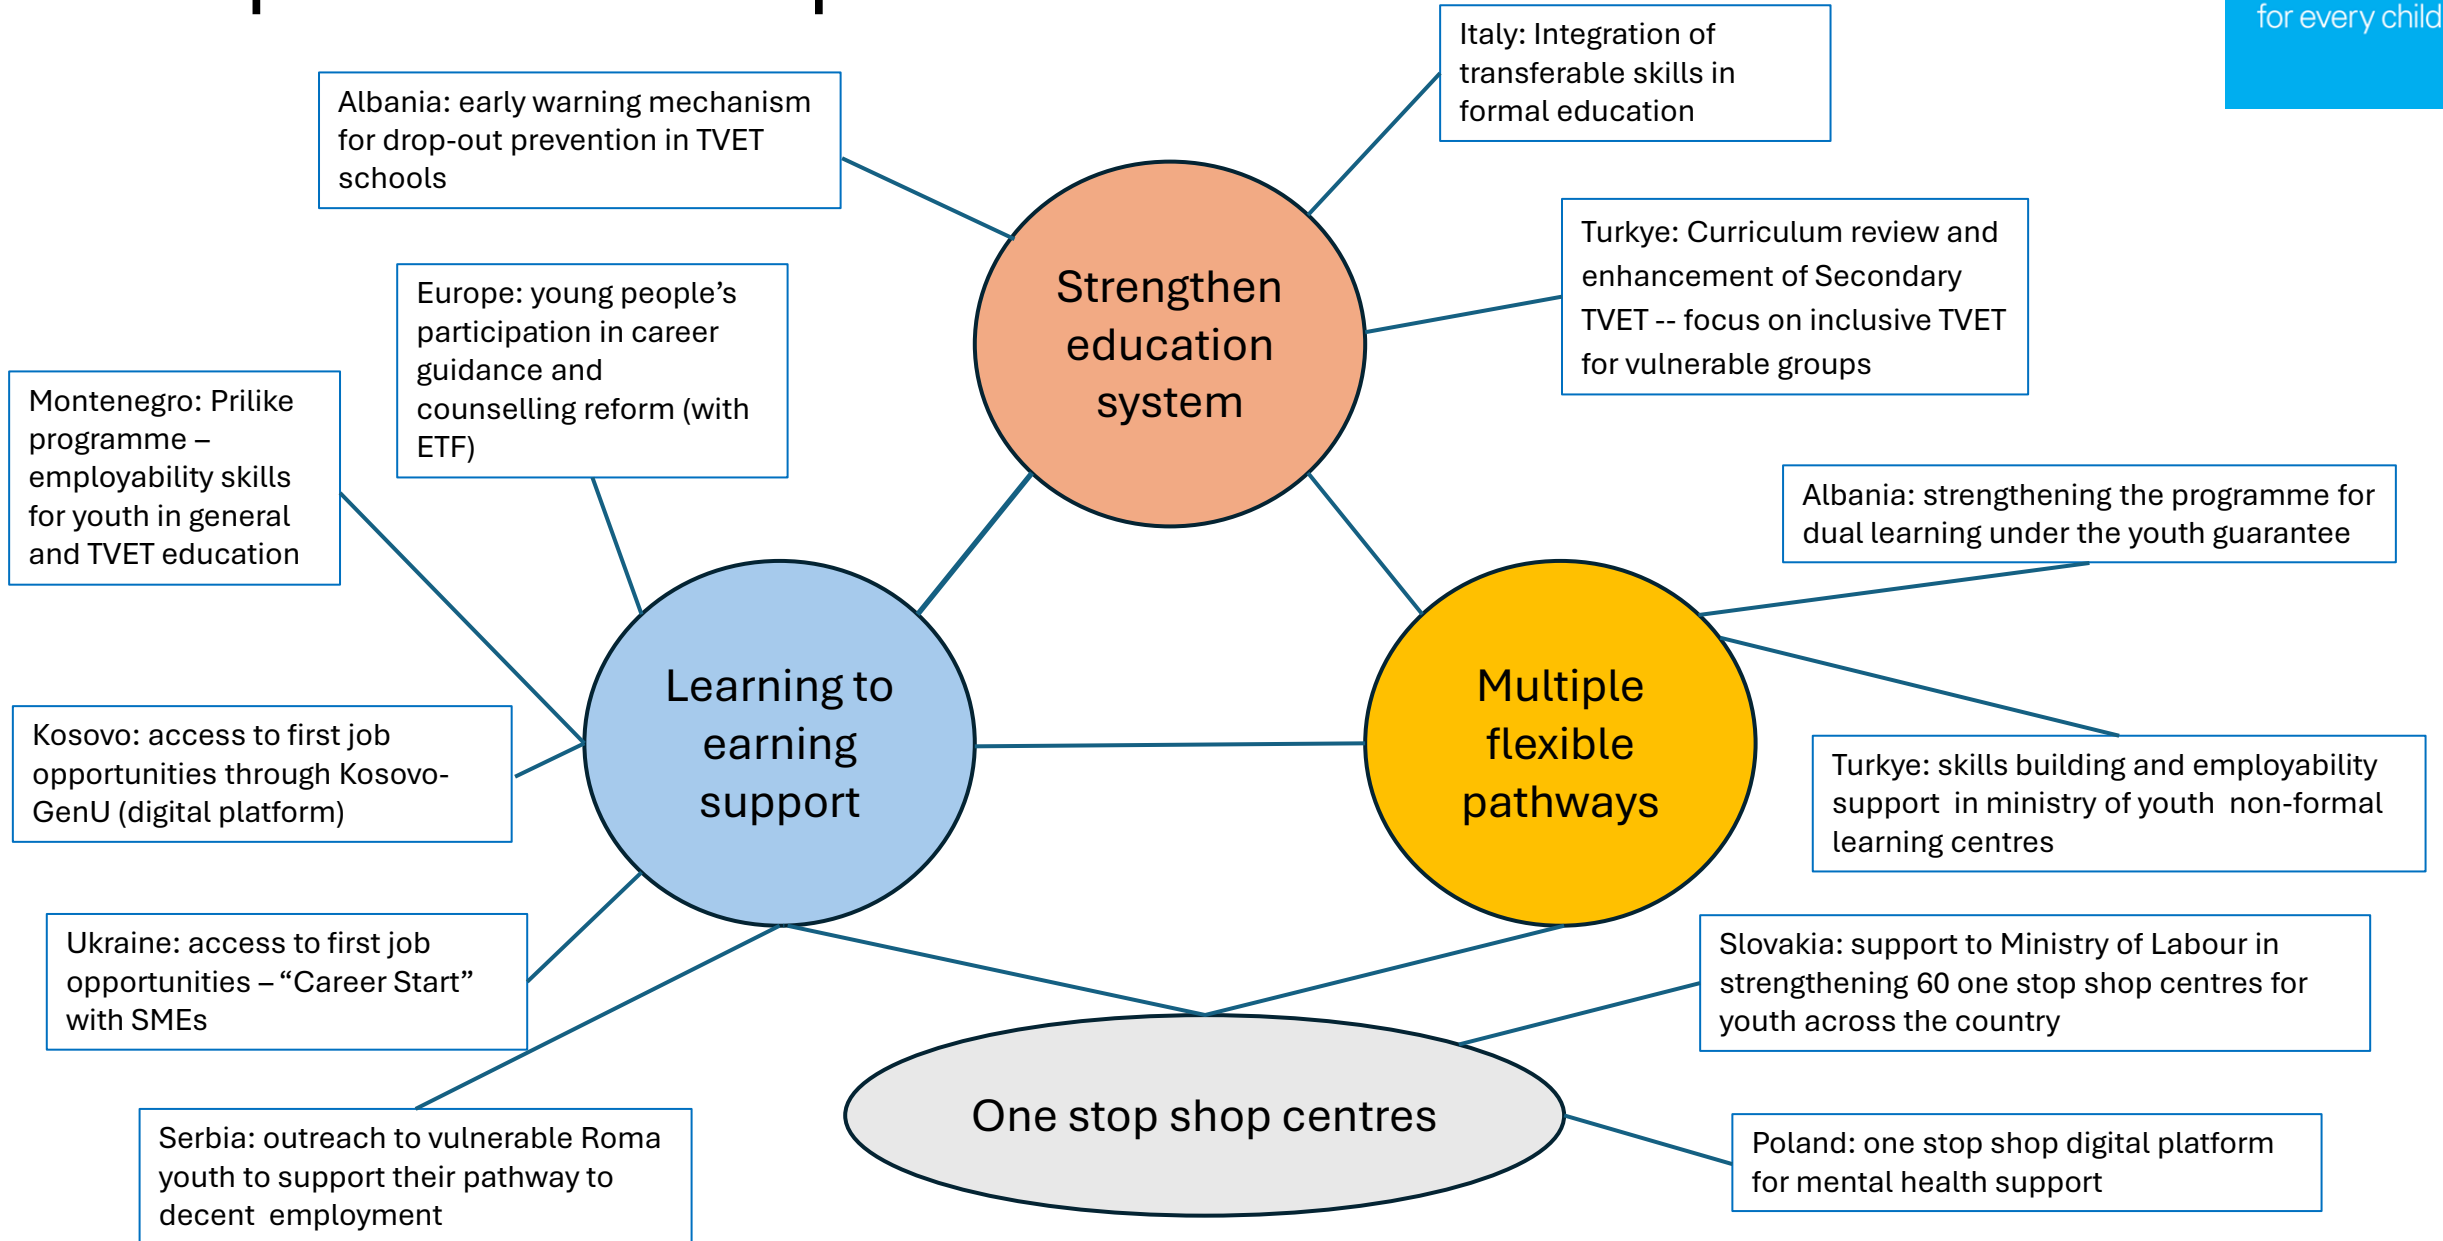 for every child
Italy: Integration of
transferable skills in
formal education
Albania: early warning mechanism
for drop-out prevention in TVET
schools
Turkye: Curriculum review and
enhancement of Secondary
TVET -- focus on inclusive TVET
for vulnerable groups
Strengthen
education
system
Europe: young people’s
participation in career
guidance and
counselling reform (with
ETF)
Montenegro: Prilike
programme –
employability skills
for youth in general
and TVET education
Albania: strengthening the programme for
dual learning under the youth guarantee
Learning to
earning
support
Multiple
flexible
pathways
Kosovo: access to first job
opportunities through Kosovo-
GenU (digital platform)
Turkye: skills building and employability
support  in ministry of youth  non-formal
learning centres
Ukraine: access to first job
opportunities – “Career Start”
with SMEs
Slovakia: support to Ministry of Labour in
strengthening 60 one stop shop centres for
youth across the country
One stop shop centres
Serbia: outreach to vulnerable Roma
youth to support their pathway to
decent  employment
Poland: one stop shop digital platform
for mental health support